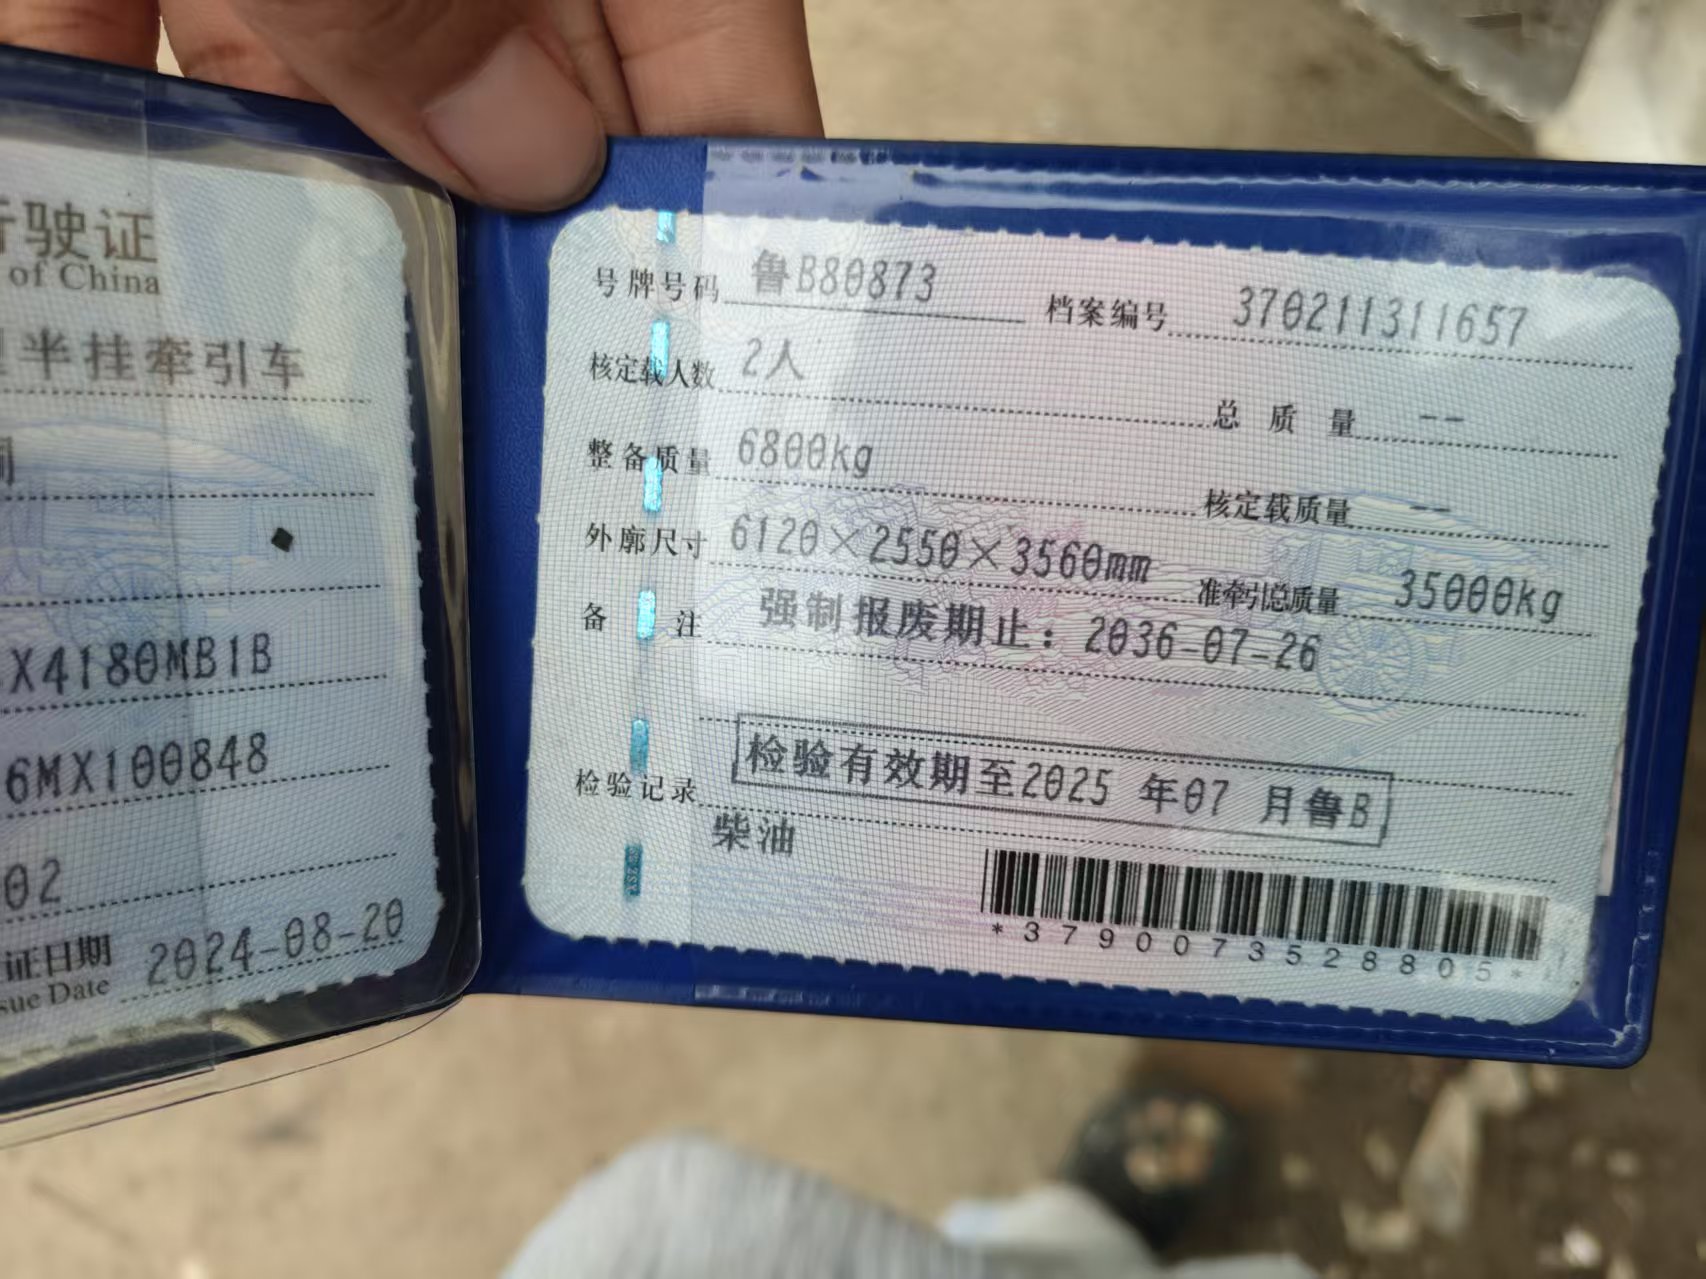 行驶证
of China
半挂牵引车
X4180MB1B
6MX100848
02
证日期 2024-08-20
sue Date
号牌号码 鲁B80873 档案编号 370211311657
核定载人数 2人 总质量 --
整备质量 6800kg 核定载质量 --
外廓尺寸 6120×2550×3560mm 准牵引总质量 35000kg
备注 强制报废期止：2036-07-26
检验有效期至2025 年07 月鲁B
检验记录
柴油
*3790073528805*